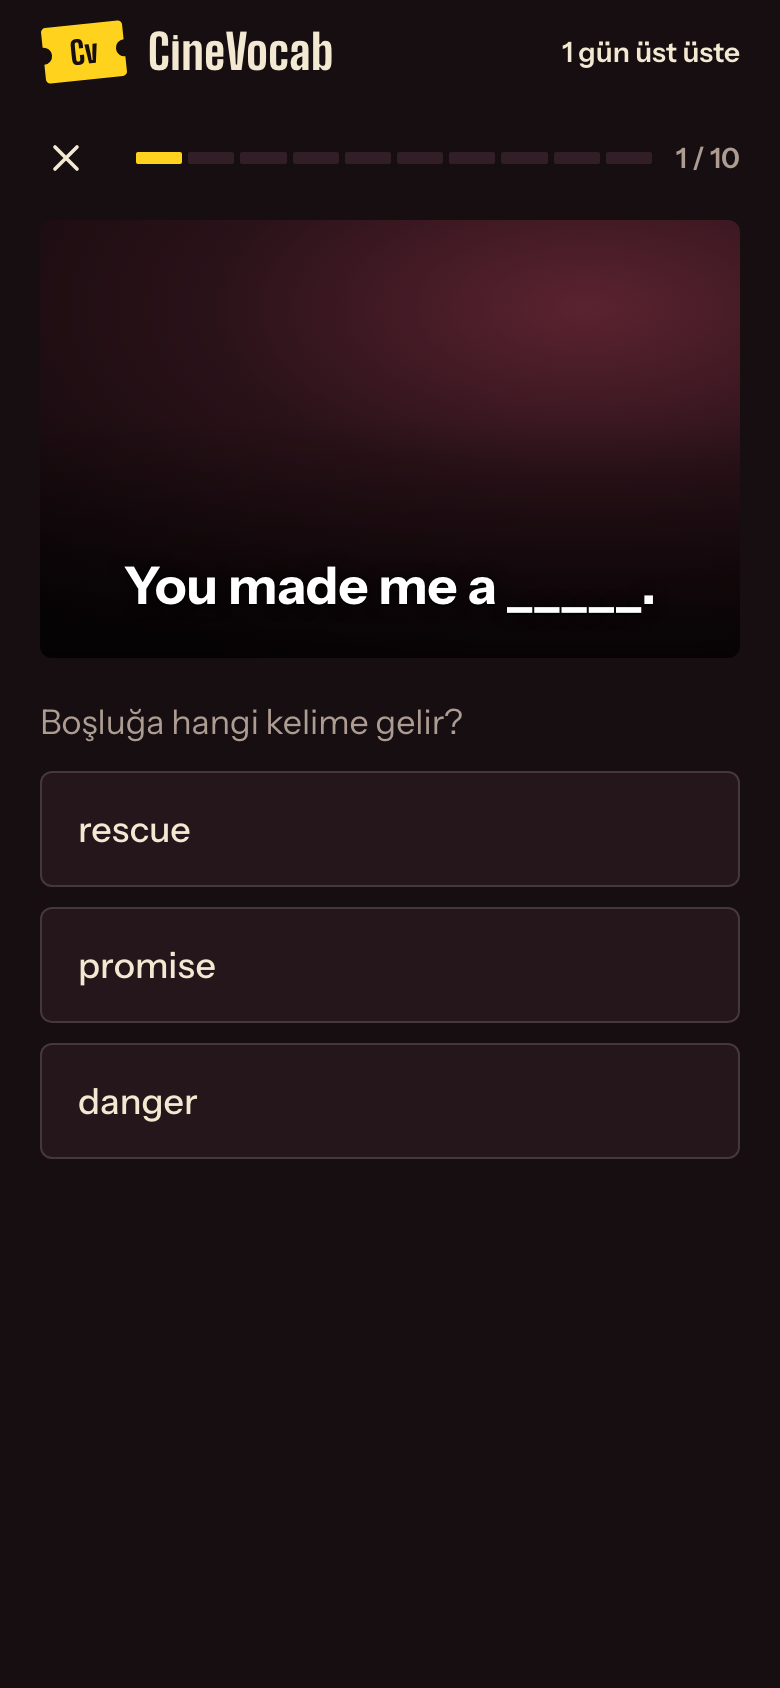 Cv CineVocab 1 gün üst üste
1 / 10
You made me a _____.
Boşluğa hangi kelime gelir?
rescue
promise
danger